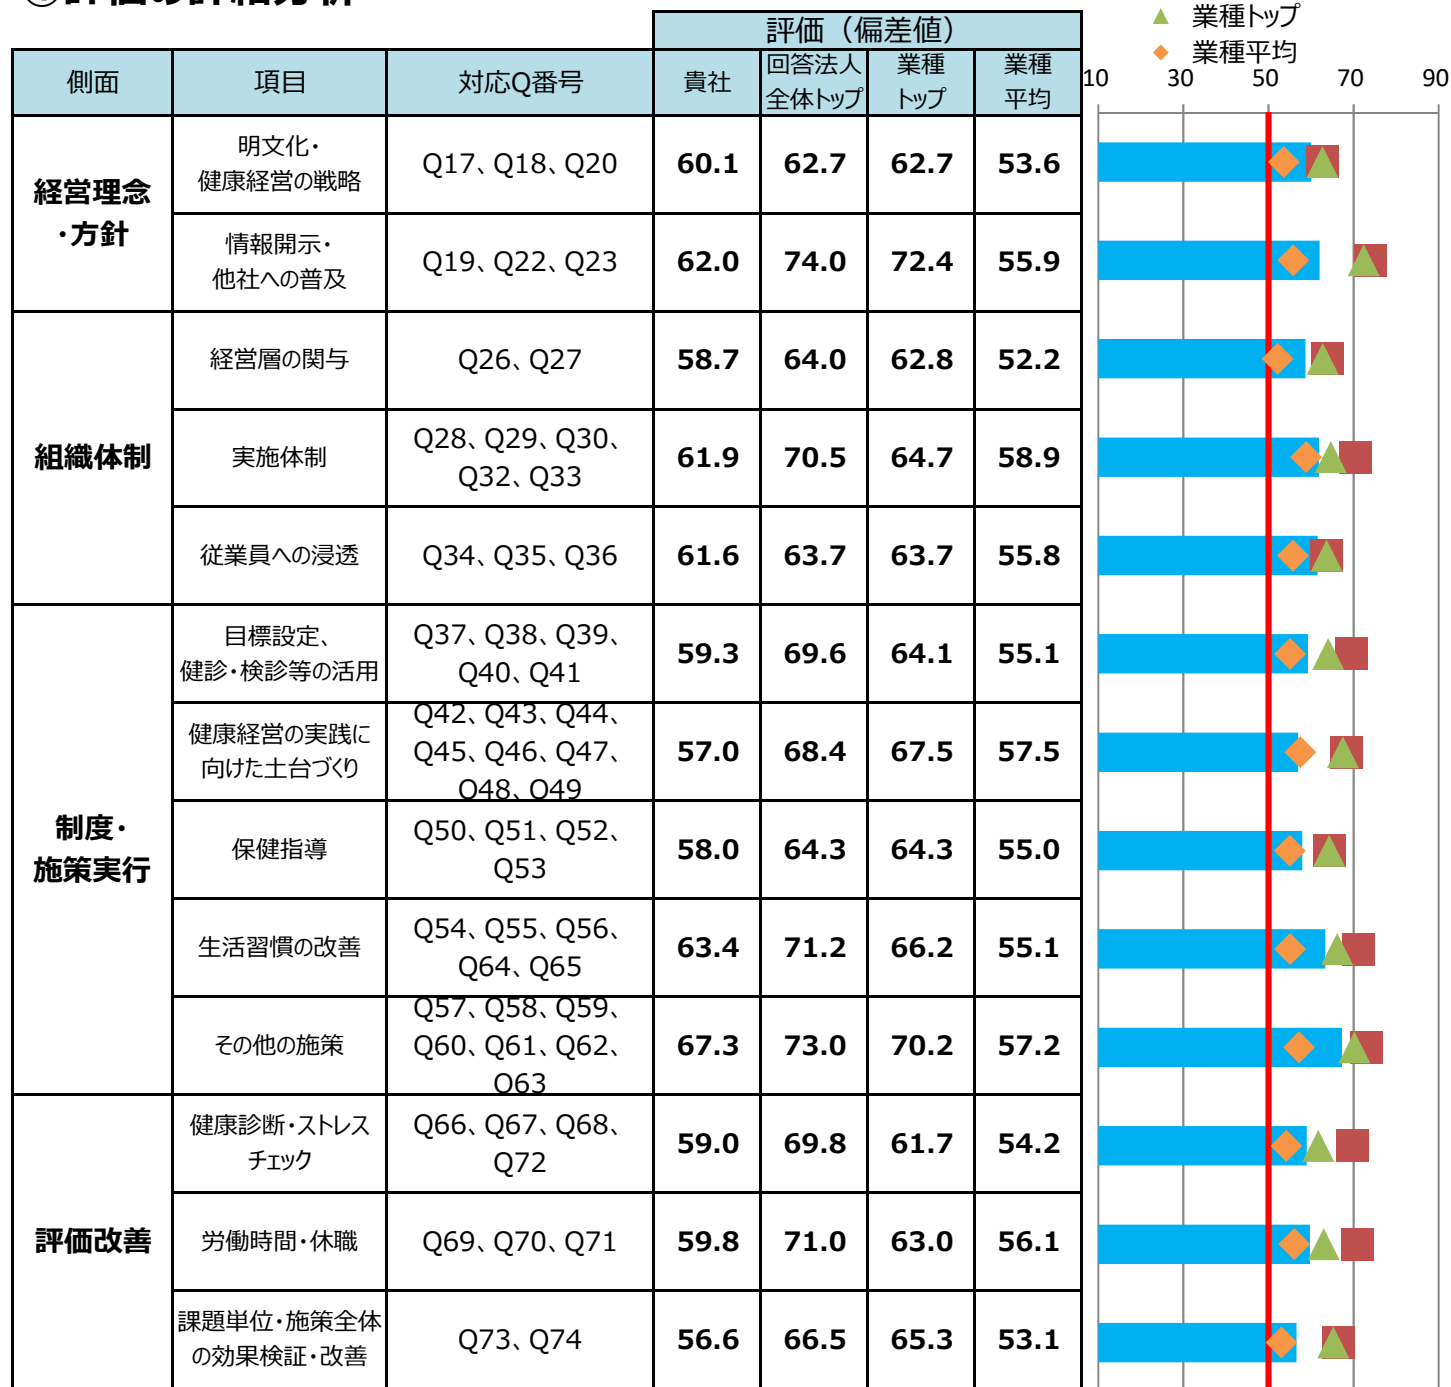 ①評価の詳細分析
▲ 業種トップ
◆ 業種平均
評価（偏差値）
側面 項目 対応Q番号 貴社 回答法人 業種 業種
全体トップ トップ 平均
10 30 50 70 90
経営理念
・方針
明文化・
健康経営の戦略
Q17、Q18、Q20 60.1 62.7 62.7 53.6
情報開示・
他社への普及
Q19、Q22、Q23 62.0 74.0 72.4 55.9
組織体制
経営層の関与 Q26、Q27 58.7 64.0 62.8 52.2
実施体制
Q28、Q29、Q30、
Q32、Q33
61.9 70.5 64.7 58.9
従業員への浸透 Q34、Q35、Q36 61.6 63.7 63.7 55.8
制度・
施策実行
目標設定、
健診・検診等の活用
Q37、Q38、Q39、
Q40、Q41
59.3 69.6 64.1 55.1
健康経営の実践に
向けた土台づくり
Q42、Q43、Q44、
Q45、Q46、Q47、
Q48、Q49
57.0 68.4 67.5 57.5
保健指導
Q50、Q51、Q52、
Q53
58.0 64.3 64.3 55.0
生活習慣の改善
Q54、Q55、Q56、
Q64、Q65
63.4 71.2 66.2 55.1
その他の施策
Q57、Q58、Q59、
Q60、Q61、Q62、
Q63
67.3 73.0 70.2 57.2
評価改善
健康診断・ストレス
チェック
Q66、Q67、Q68、
Q72
59.0 69.8 61.7 54.2
労働時間・休職 Q69、Q70、Q71 59.8 71.0 63.0 56.1
課題単位・施策全体
の効果検証・改善
Q73、Q74 56.6 66.5 65.3 53.1